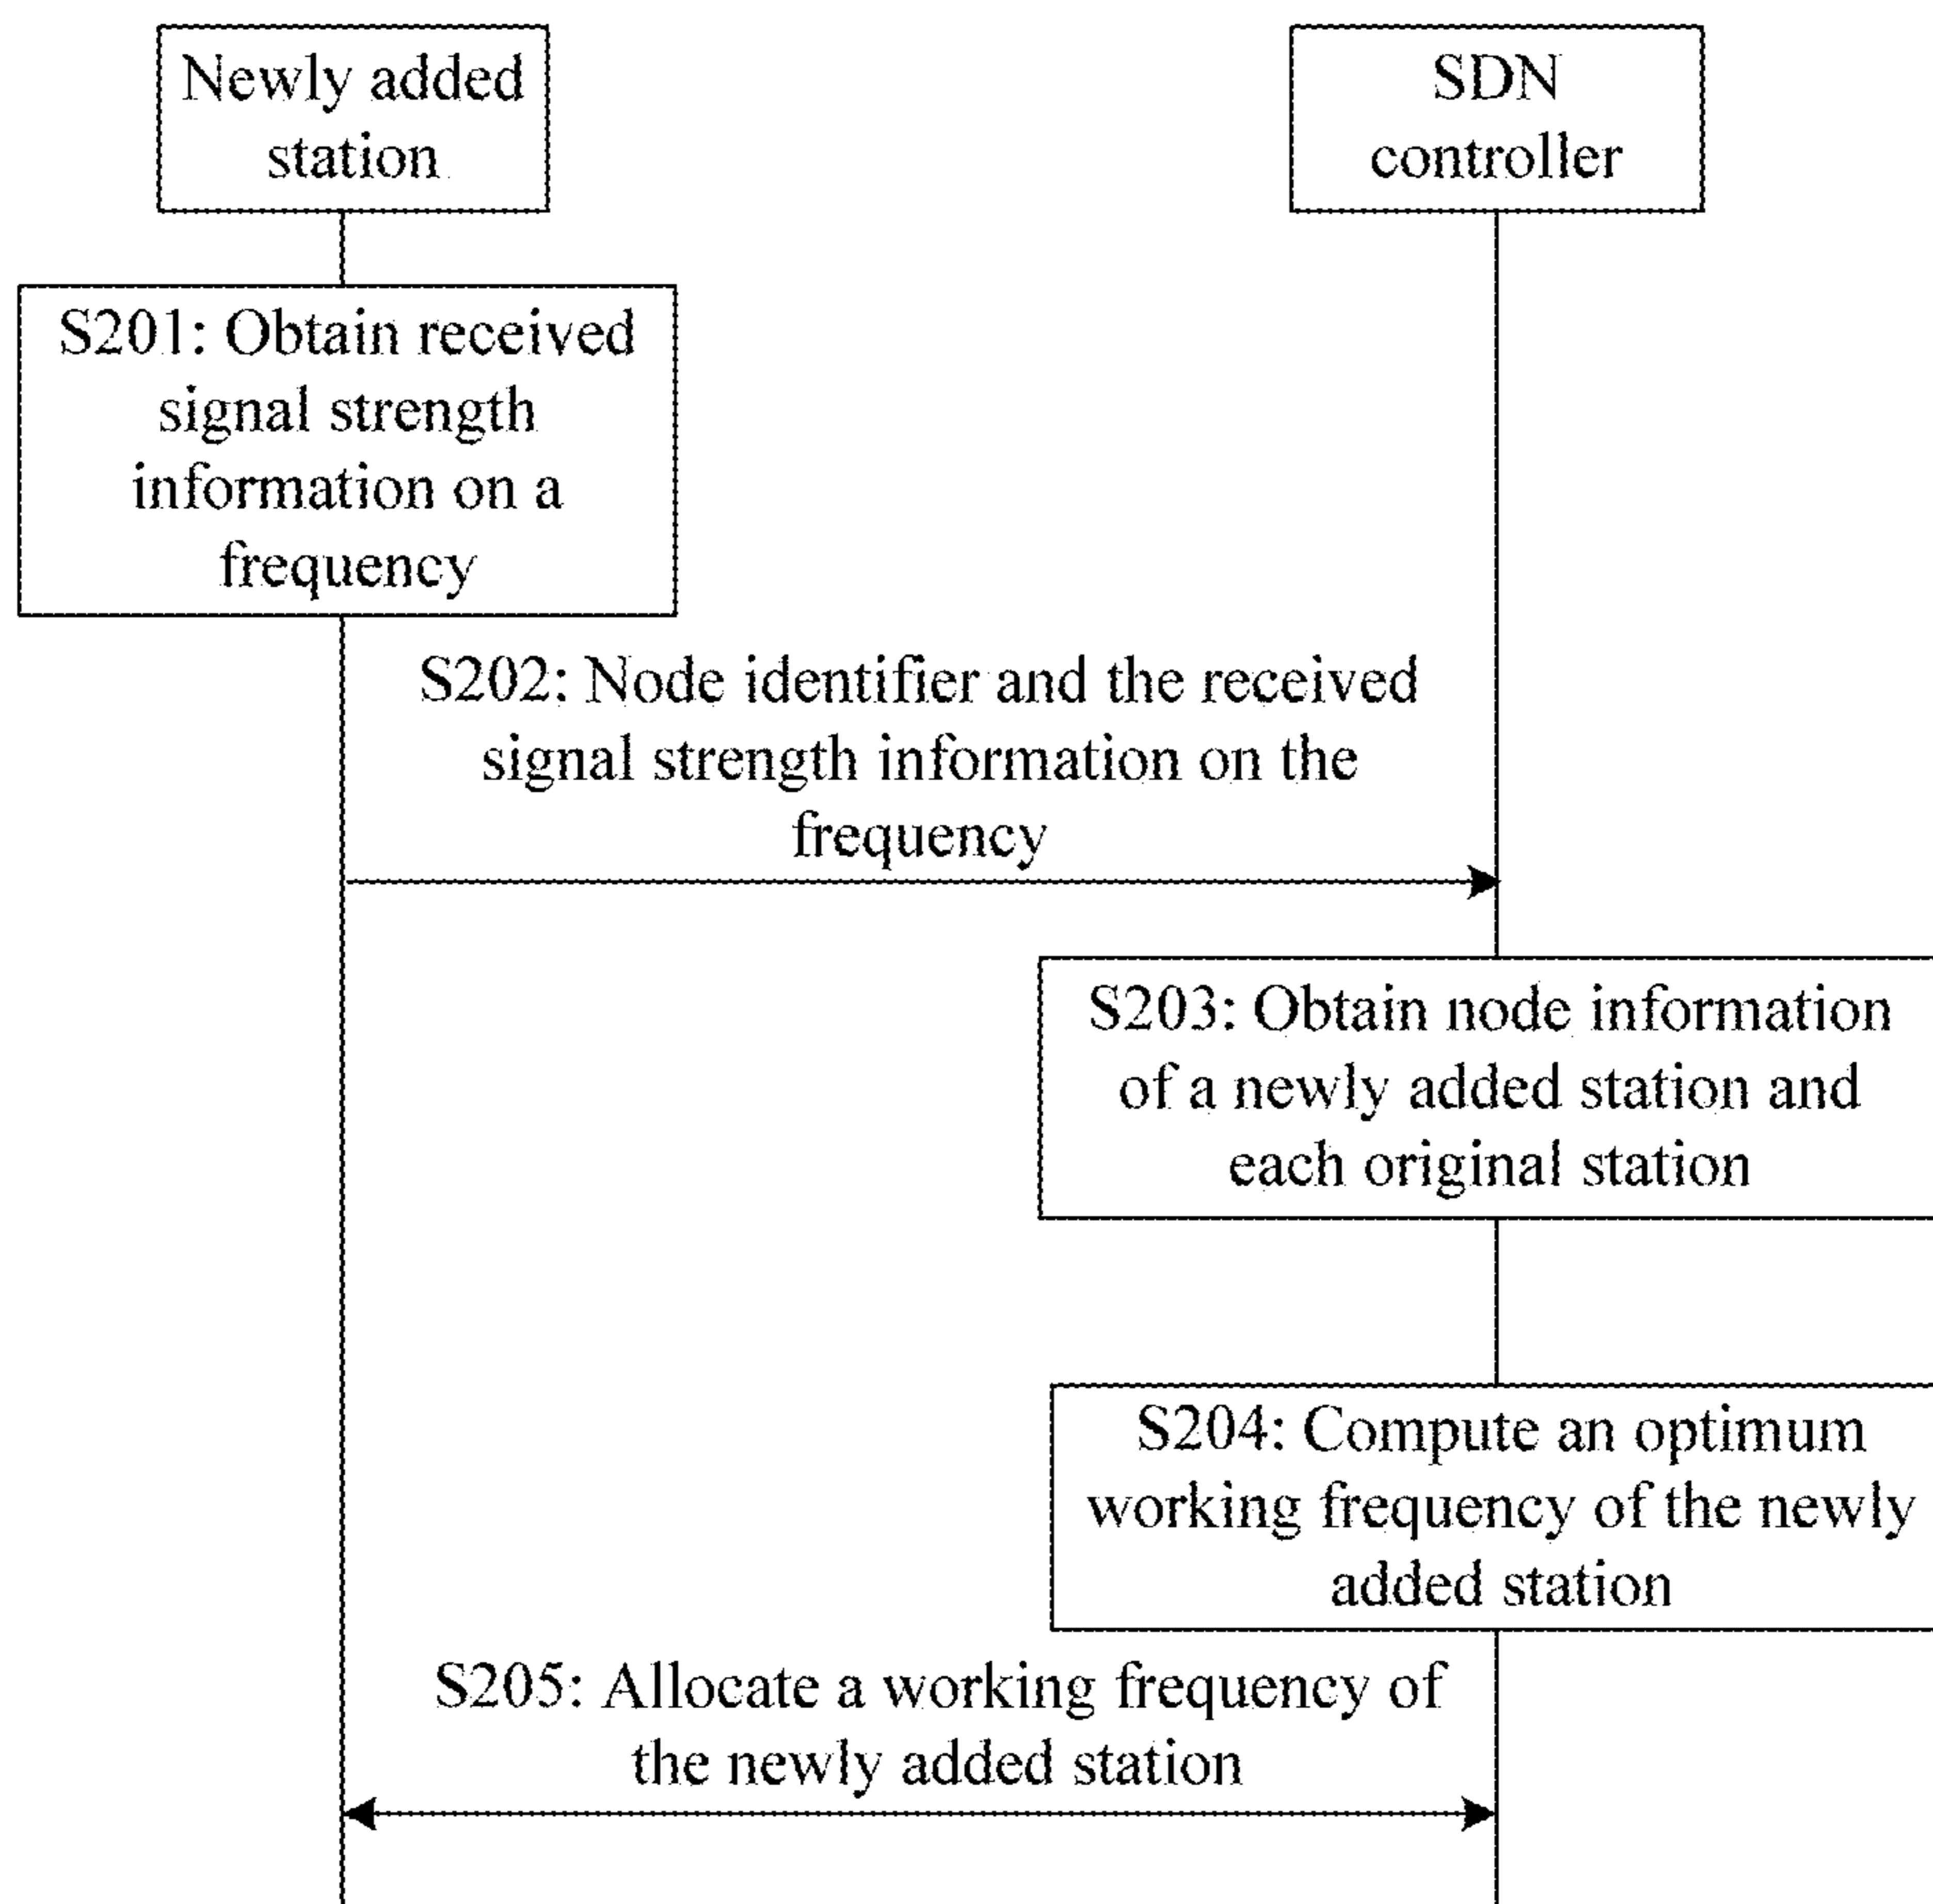 Newly added
station
SDN
controller
S201: Obtain received
signal strength
information on a
frequency
S202: Node identifier and the received
signal strength information on the
frequency
S203: Obtain node information
of a newly added station and
each original station
S204: Compute an optimum
working frequency of the newly
added station
S205: Allocate a working frequency of
the newly added station